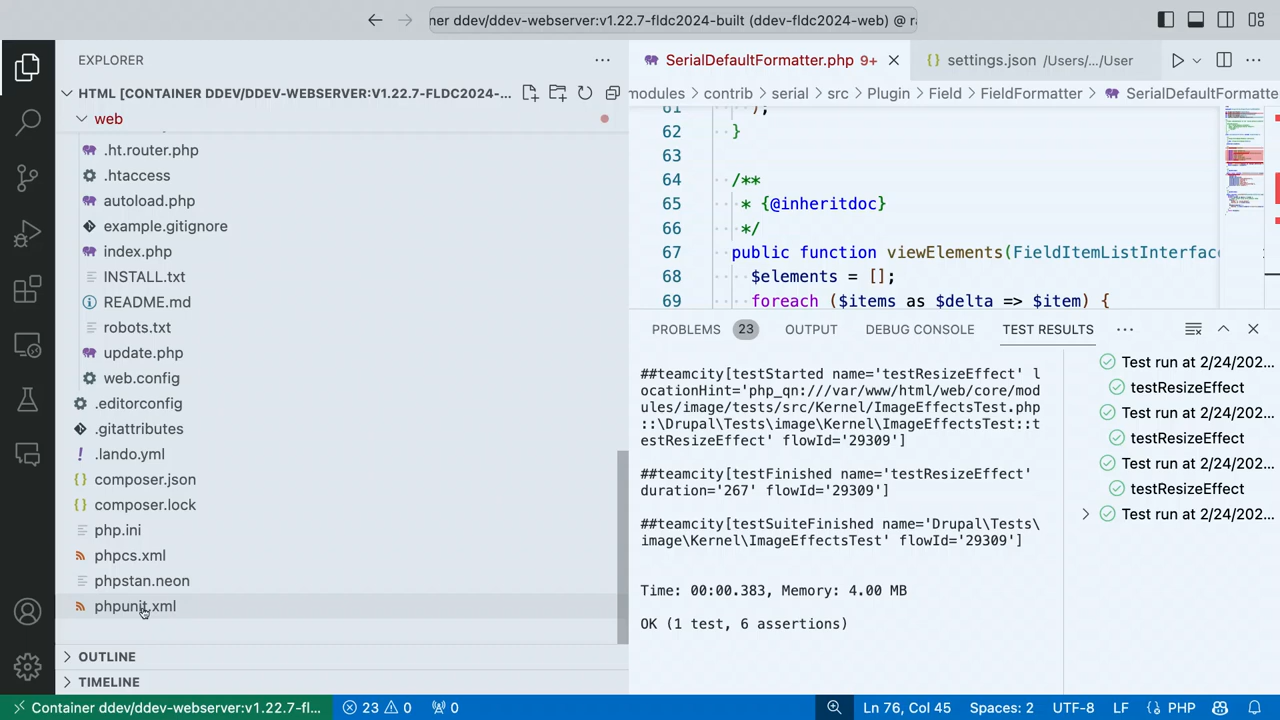 ner ddev/ddev-webserver:v1.22.7-fldc2024-built (ddev-fldc2024-web) @
EXPLORER
HTML [CONTAINER DDEV/DDEV-WEBSERVER:V1.22.7-FLDC2024-...
web
.ht.router.php
.htaccess
autoload.php
example.gitignore
index.php
INSTALL.txt
README.md
robots.txt
update.php
web.config
.editorconfig
.gitattributes
.lando.yml
composer.json
composer.lock
php.ini
phpcs.xml
phpstan.neon
phpunit.xml
OUTLINE
TIMELINE
SerialDefaultFormatter.php 9+
settings.json /Users/.../User
modules > contrib > serial > src > Plugin > Field > FieldFormatter > SerialDefaultFormatte
61 );
62 }
63
64 /**
65 * {@inheritdoc}
66 */
67 public function viewElements(FieldItemListInterfac
68 $elements = [];
69 foreach ($items as $delta => $item) {
PROBLEMS 23 OUTPUT DEBUG CONSOLE TEST RESULTS
##teamcity[testStarted name='testResizeEffect' l
ocationHint='php_qn:///var/www/html/web/core/mod
ules/image/tests/src/Kernel/ImageEffectsTest.php
::\Drupal\Tests\image\Kernel\ImageEffectsTest::t
estResizeEffect' flowId='29309']
##teamcity[testFinished name='testResizeEffect'
duration='267' flowId='29309']
##teamcity[testSuiteFinished name='Drupal\Tests\
image\Kernel\ImageEffectsTest' flowId='29309']
Time: 00:00.383, Memory: 4.00 MB
OK (1 test, 6 assertions)
Test run at 2/24/202...
testResizeEffect
Test run at 2/24/202...
testResizeEffect
Test run at 2/24/202...
testResizeEffect
Test run at 2/24/202...
Container ddev/ddev-webserver:v1.22.7-fl... 23 0 0 Ln 76, Col 45 Spaces: 2 UTF-8 LF PHP